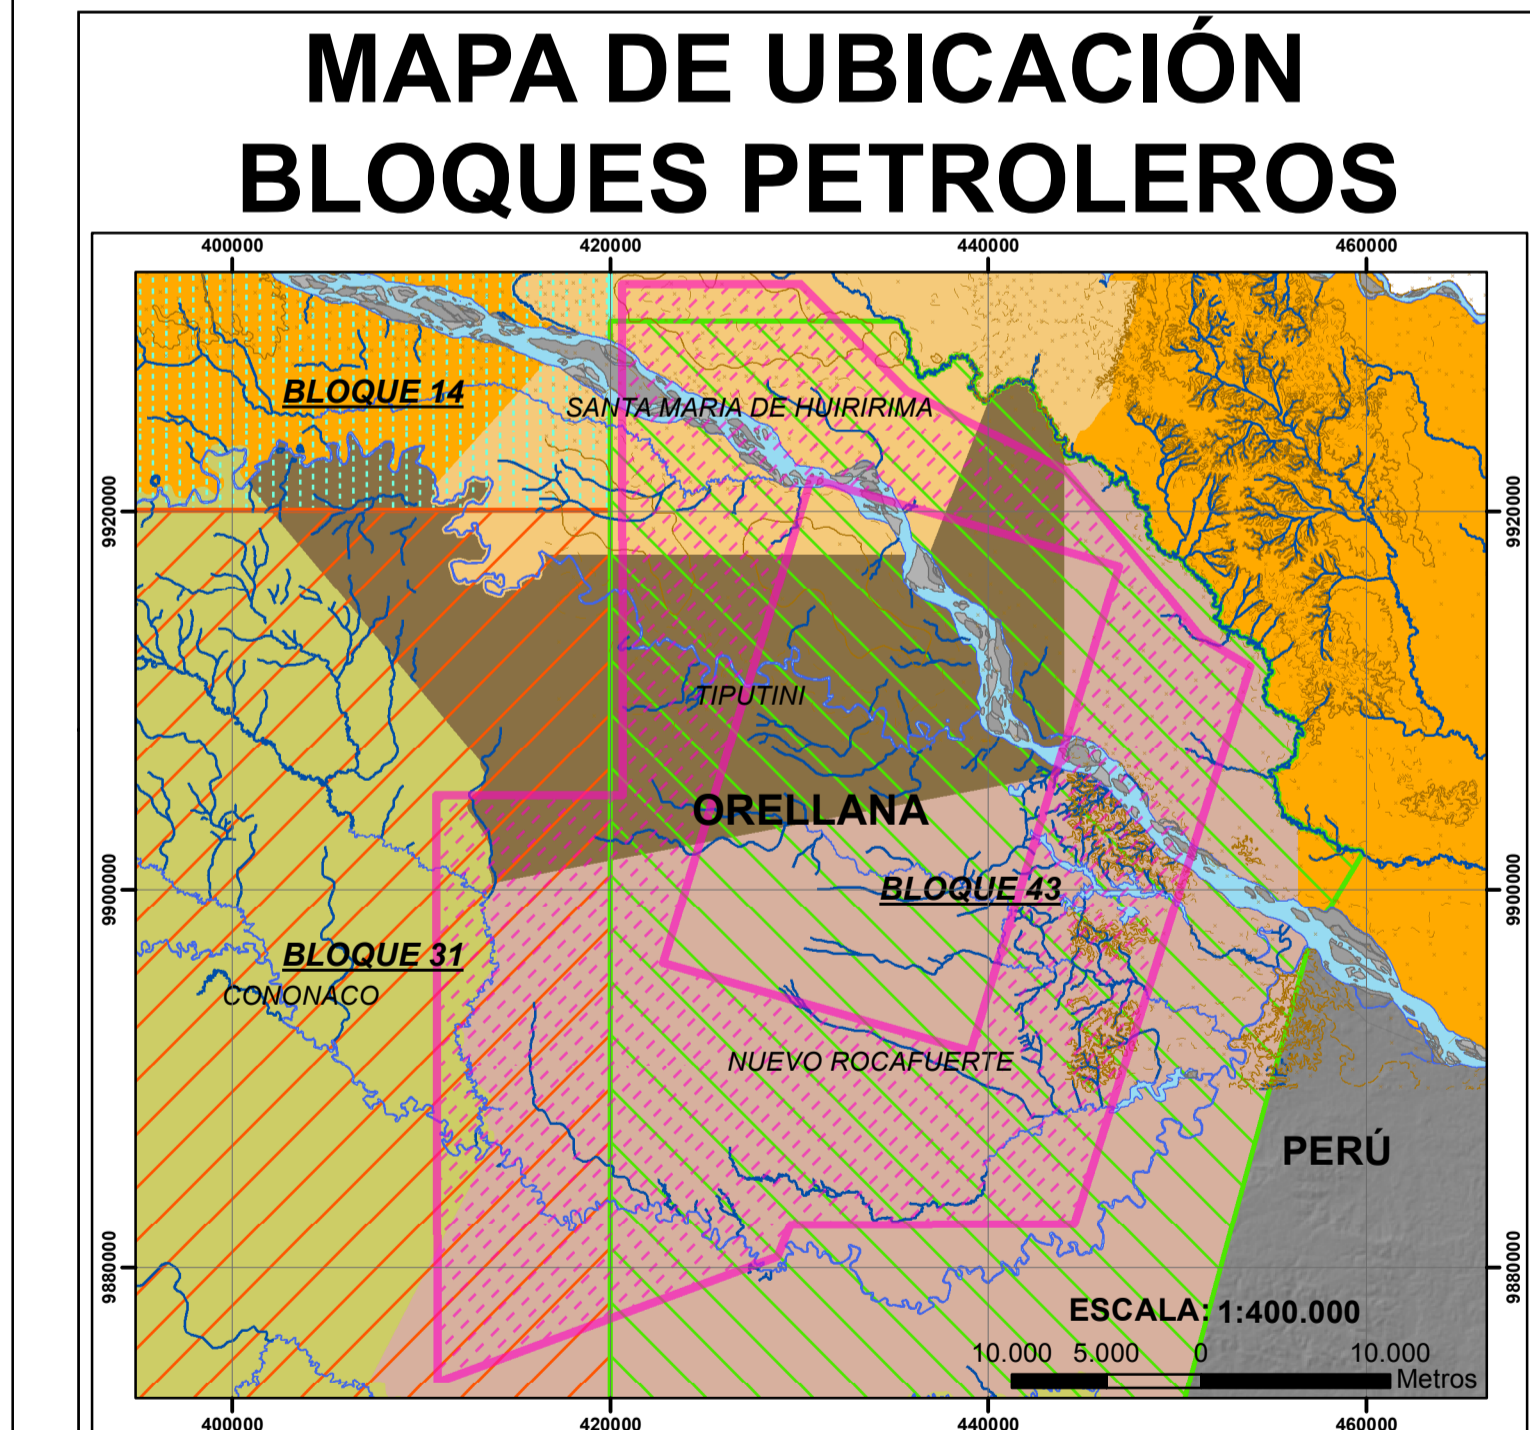 MAPA DE UBICACIÓN
BLOQUES PETROLEROS
400000 420000 440000 460000
9920000 9920000
9900000 9900000
9880000 9880000
BLOQUE 14
SANTA MARIA DE HUIRIRIMA
TIPUTINI
ORELLANA
BLOQUE 43
BLOQUE 31
CONONACO
NUEVO ROCAFUERTE
PERÚ
ESCALA: 1:400.000
10.000 5.000 0 10.000
Metros
400000 420000 440000 460000